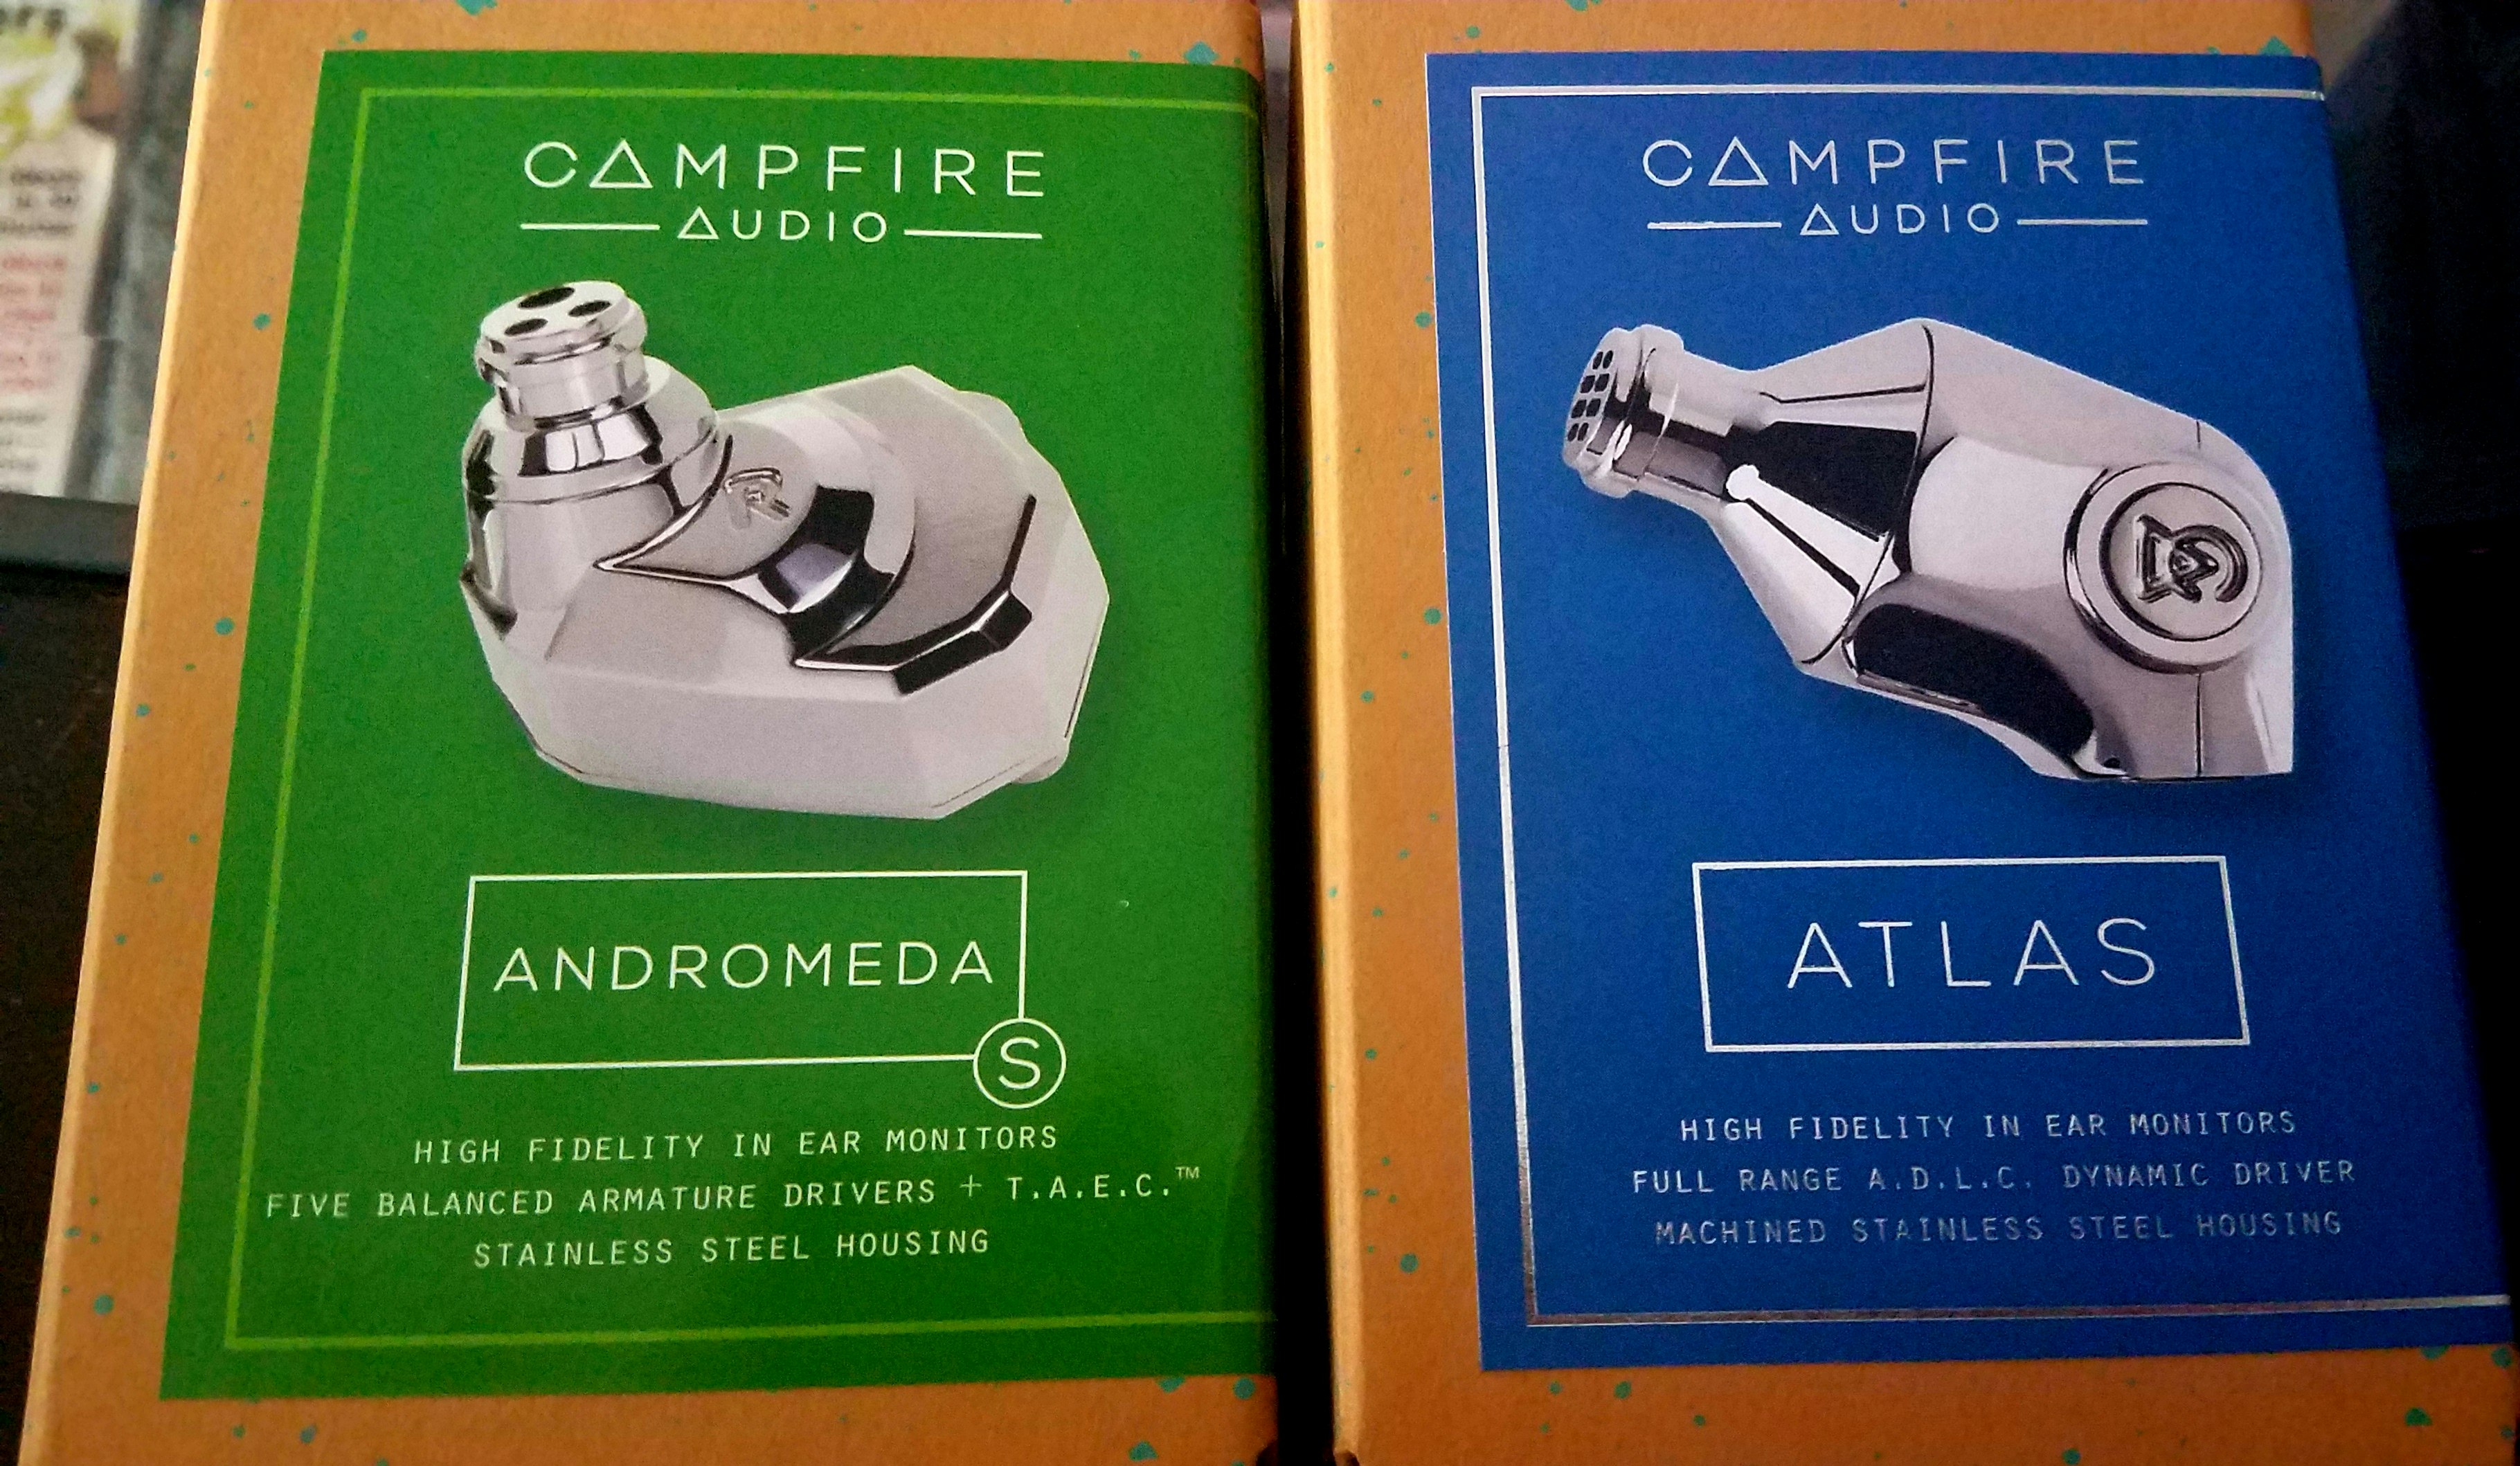 CAMPFIRE
AUDIO
ANDROMEDA
S
HIGH FIDELITY IN EAR MONITORS
FIVE BALANCED ARMATURE DRIVERS + T.A.E.C.™
STAINLESS STEEL HOUSING
CAMPFIRE
AUDIO
ATLAS
HIGH FIDELITY IN EAR MONITORS
FULL RANGE A.D.L.C. DYNAMIC DRIVER
MACHINED STAINLESS STEEL HOUSING